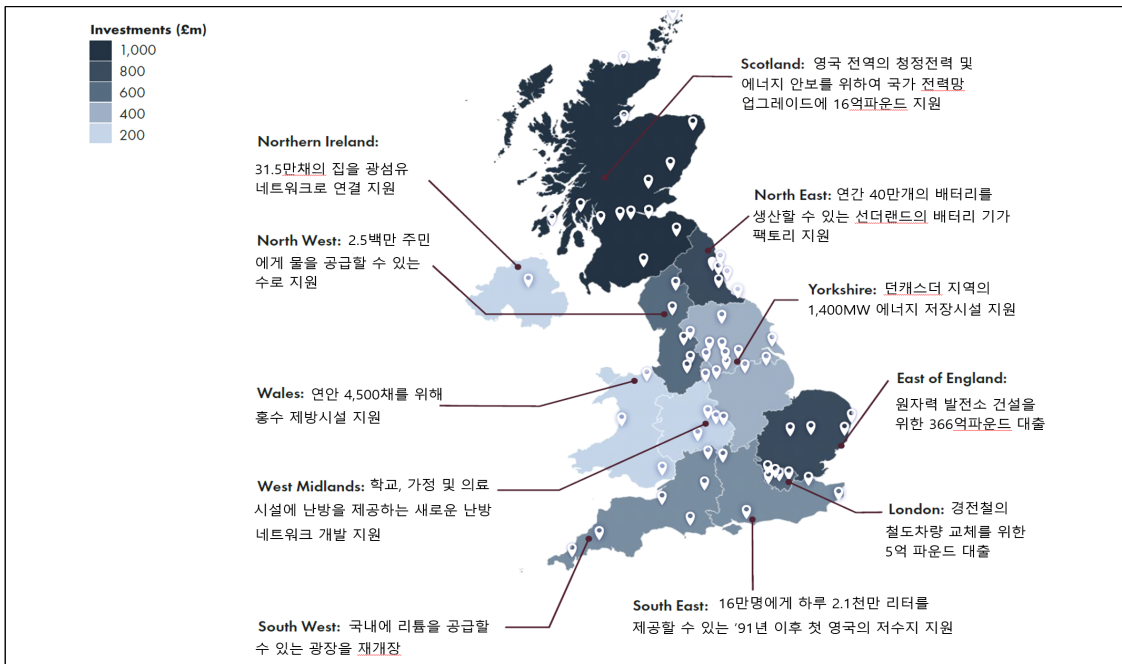 Investments (£m)
1,000
800
600
400
200
Scotland: 영국 전역의 청정전력 및
에너지 안보를 위하여 국가 전력망
업그레이드에 16억파운드 지원
Northern Ireland:
31.5만채의 집을 광섬유
네트워크로 연결 지원
North East: 연간 40만개의 배터리를
생산할 수 있는 선더랜드의 배터리 기가
팩토리 지원
North West: 2.5백만 주민
에게 물을 공급할 수 있는
수로 지원
Yorkshire: 던캐스더 지역의
1,400MW 에너지 저장시설 지원
Wales: 연안 4,500채를 위해
홍수 제방시설 지원
East of England:
원자력 발전소 건설을
위한 366억파운드 대출
West Midlands: 학교, 가정 및 의료
시설에 난방을 제공하는 새로운 난방
네트워크 개발 지원
London: 경전철의
철도차량 교체를 위한
5억 파운드 대출
South East: 16만명에게 하루 2.1천만 리터를
제공할 수 있는 ’91년 이후 첫 영국의 저수지 지원
South West: 국내에 리튬을 공급할
수 있는 광장을 재개장